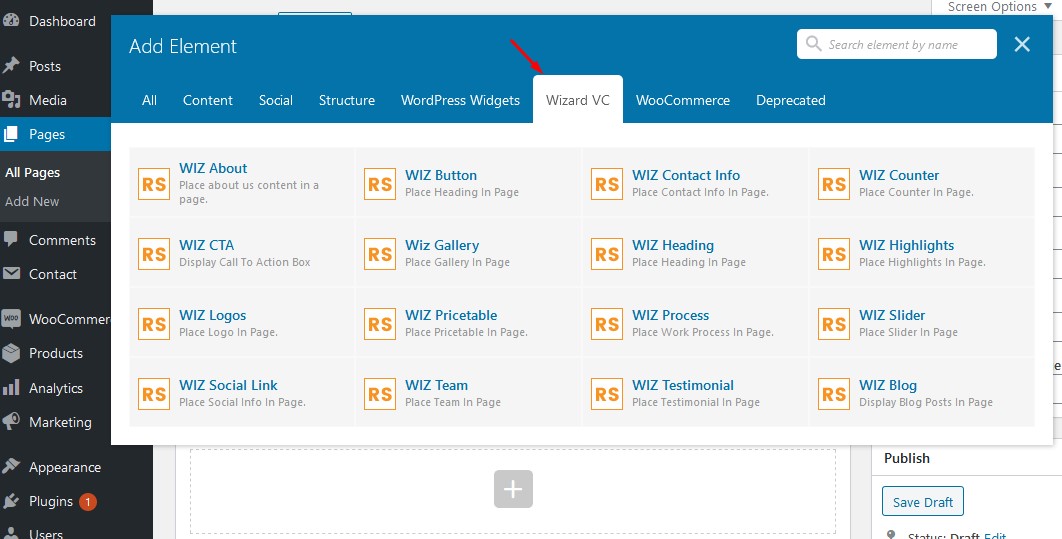 Dashboard
Screen Options
Add Element
Search element by name
Posts
Media
All Content Social Structure WordPress Widgets Wizard VC WooCommerce Deprecated
Pages
All Pages
Add New
Comments
Contact
WooCommer
Products
Analytics
Marketing
Appearance
Plugins 1
Users
RS WIZ About
Place about us content in a
page.
RS WIZ Button
Place Heading In Page
RS WIZ Contact Info
Place Contact Info In Page.
RS WIZ Counter
Place Counter In Page.
RS WIZ CTA
Display Call To Action Box
RS Wiz Gallery
Place Gallery In Page
RS WIZ Heading
Place Heading In Page
RS WIZ Highlights
Place Highlights In Page.
RS WIZ Logos
Place Logo In Page.
RS WIZ Pricetable
Place Pricetable In Page.
RS WIZ Process
Place Work Process In Page.
RS WIZ Slider
Place Slider In Page
RS WIZ Social Link
Place Social Info In Page.
RS WIZ Team
Place Team In Page
RS WIZ Testimonial
Place Testimonial In Page
RS WIZ Blog
Display Blog Posts In Page
Publish
Save Draft
Status: Draft Edit